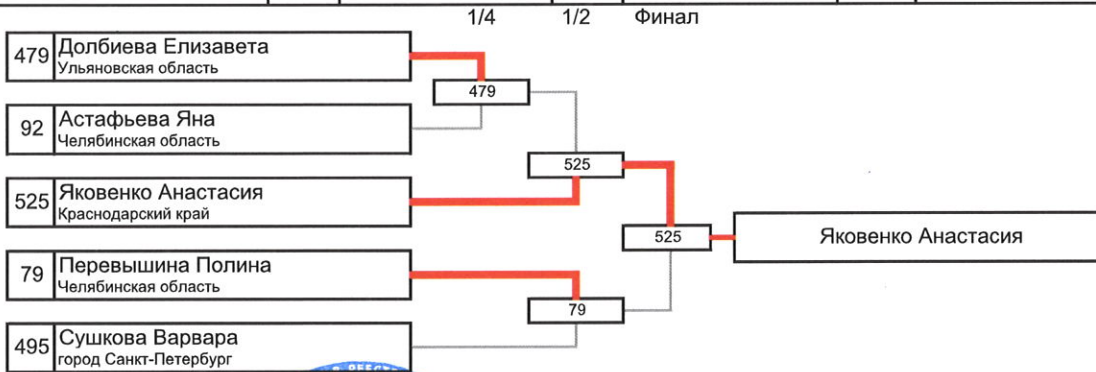 1/4 1/2 Финал
479 Долбиева Елизавета
Ульяновская область
479
92 Астафьева Яна
Челябинская область
525
525 Яковенко Анастасия
Краснодарский край
525 Яковенко Анастасия
79 Перевышина Полина
Челябинская область
79
495 Сушкова Варвара
город Санкт-Петербург